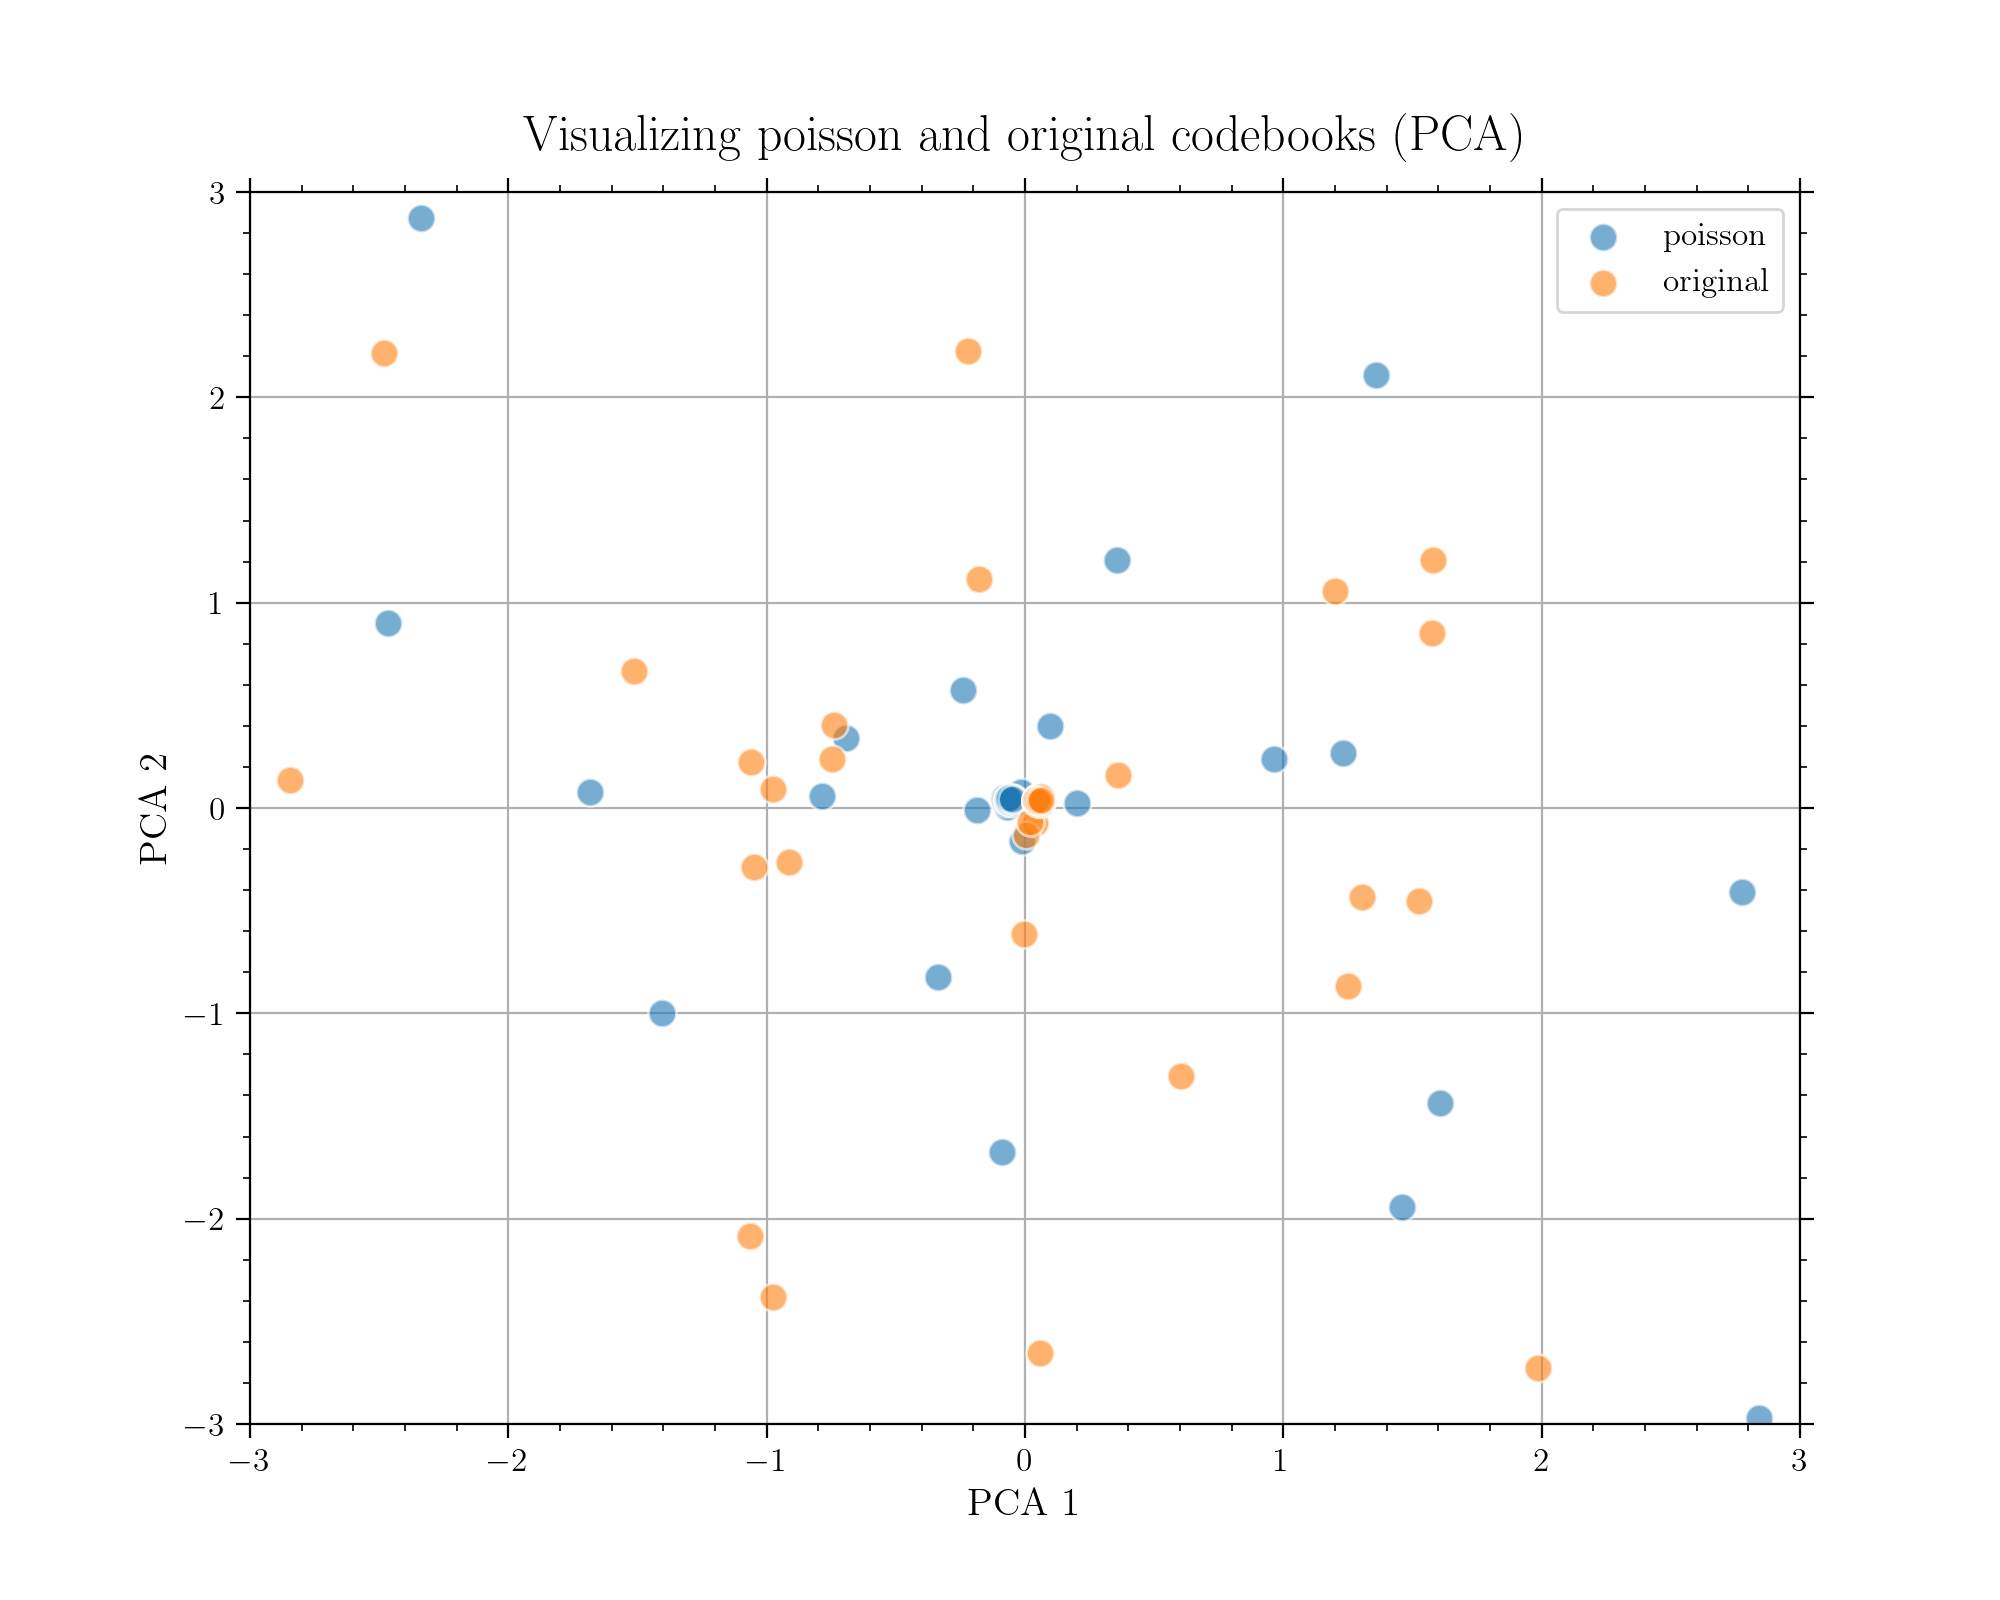 Visualizing poisson and original codebooks (PCA)
poisson
original
3
2
1
0
−1
−2
−3
PCA 2
−3
−2
−1
0
1
2
3
PCA 1